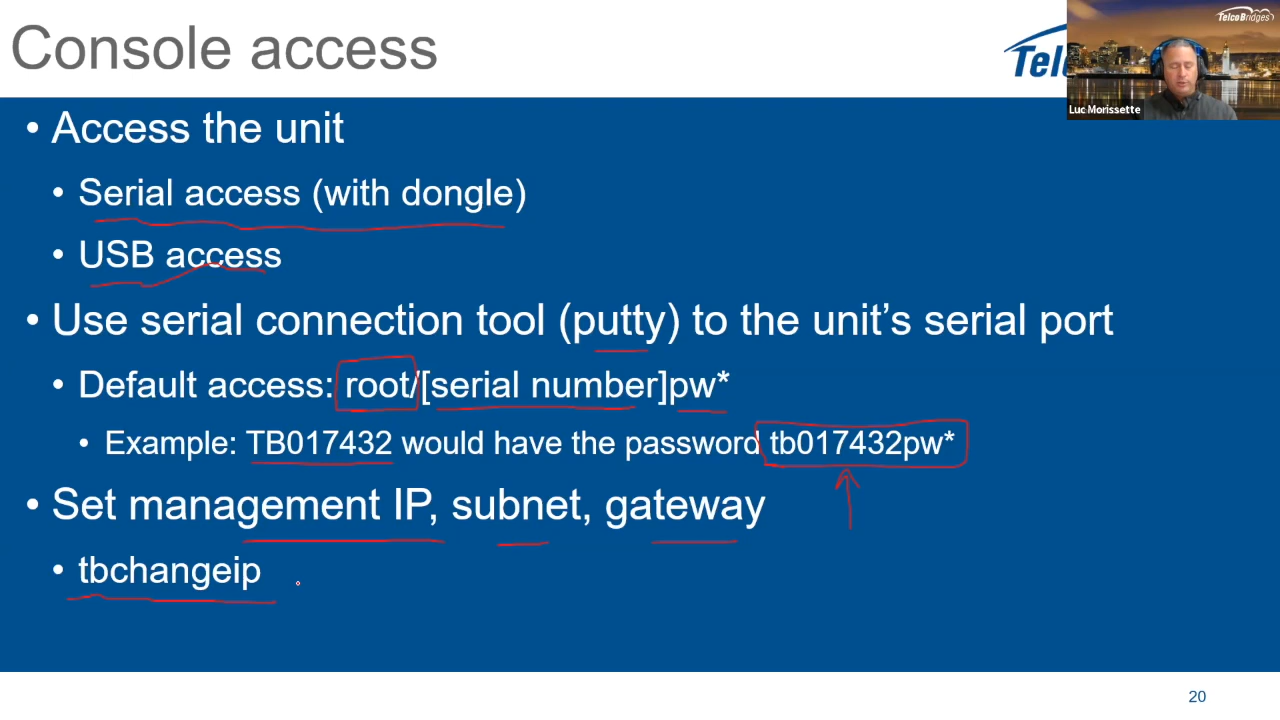 Console access
TelcoBridges
Luc Morissette
• Access the unit
• Serial access (with dongle)
• USB access
• Use serial connection tool (putty) to the unit's serial port
• Default access: root/[serial number]pw*
• Example: TB017432 would have the password tb017432pw*
• Set management IP, subnet, gateway
• tbchangeip
20